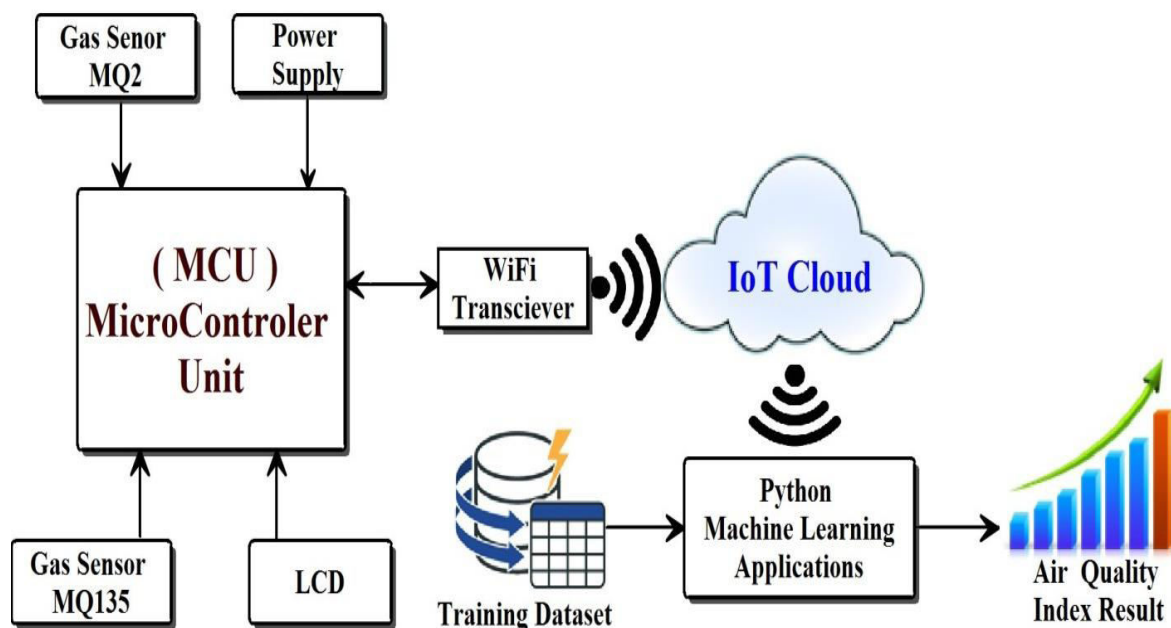 Gas Senor
MQ2
Power
Supply
( MCU )
MicroControler
Unit
WiFi
Transciever
IoT Cloud
Gas Sensor
MQ135
LCD
Training Dataset
Python
Machine Learning
Applications
Air Quality
Index Result